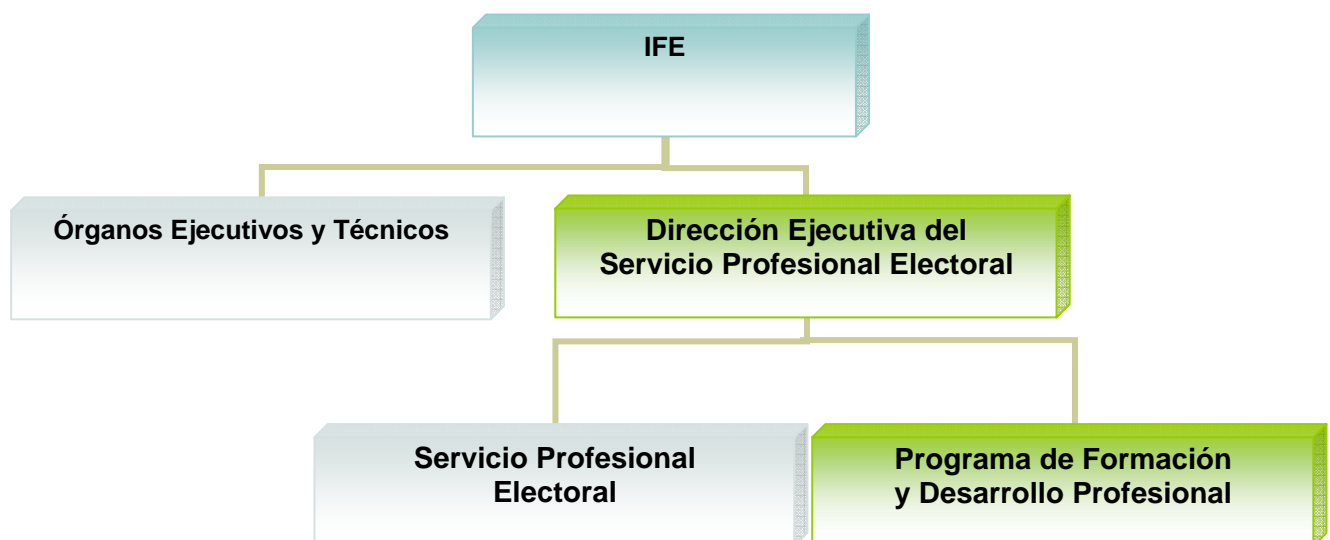 IFE
Órganos Ejecutivos y Técnicos
Dirección Ejecutiva del
Servicio Profesional Electoral
Servicio Profesional
Electoral
Programa de Formación
y Desarrollo Profesional